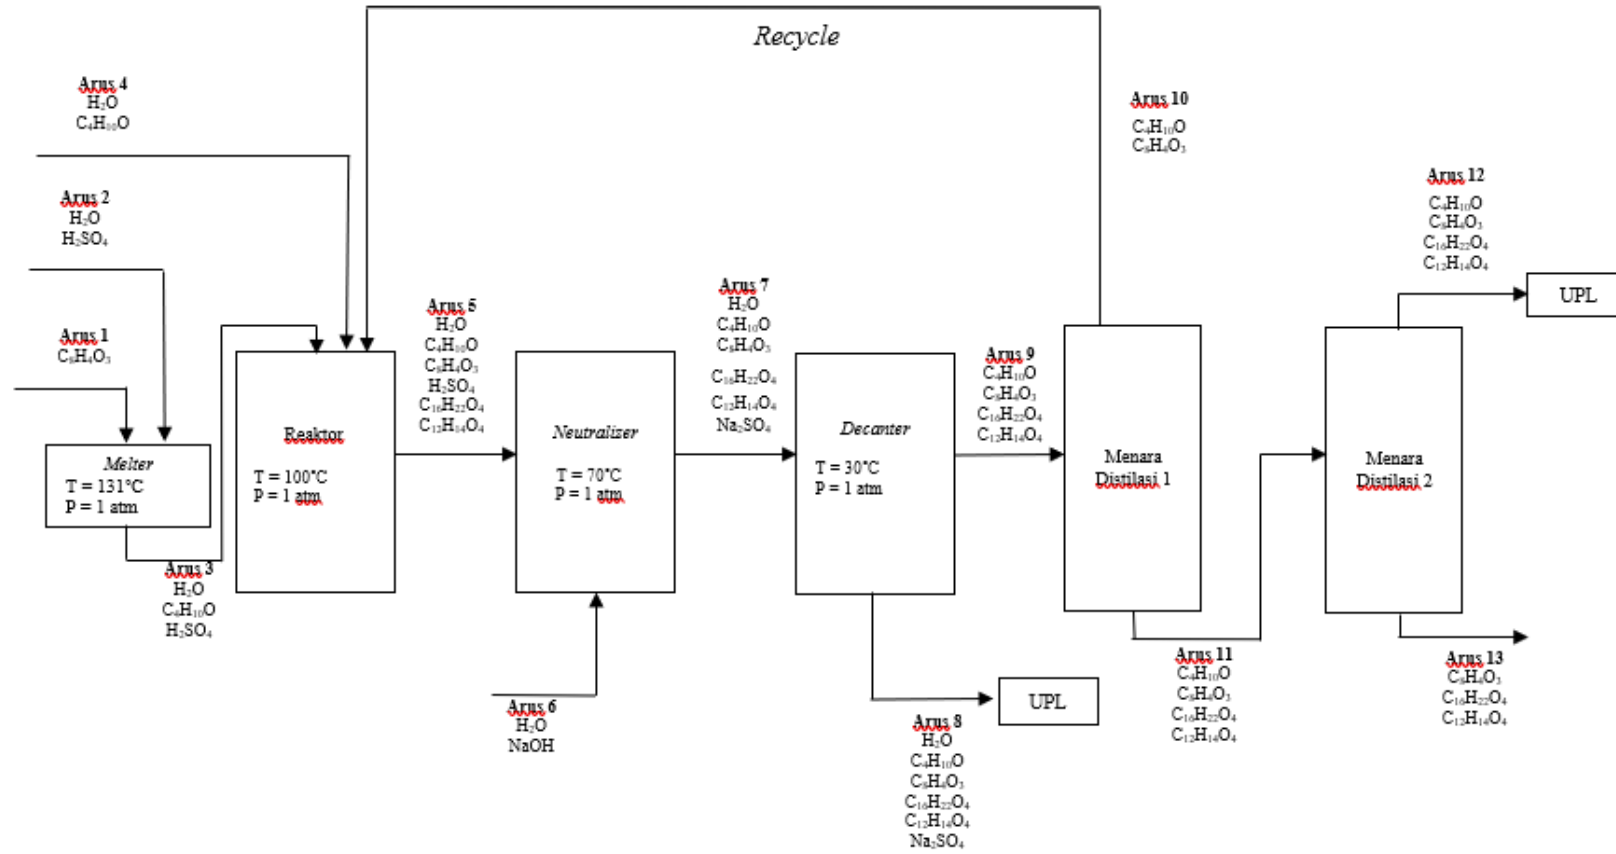 Recycle
Arus 4
H₂O
C₄H₁₀O
Arus 10
C₄H₁₀O
C₈H₄O₃
Arus 2
H₂O
H₂SO₄
Arus 12
C₄H₁₀O
C₈H₄O₃
C₁₆H₂₂O₄
C₁₂H₁₄O₄
UPL
Arus 1
C₈H₄O₃
Melter
T = 131°C
P = 1 atm
Arus 3
H₂O
C₄H₁₀O
H₂SO₄
Reaktor
T = 100°C
P = 1 atm
Arus 5
H₂O
C₄H₁₀O
C₈H₄O₃
H₂SO₄
C₁₆H₂₂O₄
C₁₂H₁₄O₄
Neutralizer
T = 70°C
P = 1 atm
Arus 6
H₂O
NaOH
Arus 7
H₂O
C₄H₁₀O
C₈H₄O₃
C₁₆H₂₂O₄
C₁₂H₁₄O₄
Na₂SO₄
Decanter
T = 30°C
P = 1 atm
Arus 8
H₂O
C₄H₁₀O
C₈H₄O₃
C₁₆H₂₂O₄
C₁₂H₁₄O₄
Na₂SO₄
UPL
Arus 9
C₄H₁₀O
C₈H₄O₃
C₁₆H₂₂O₄
C₁₂H₁₄O₄
Menara
Distilasi 1
Arus 11
C₄H₁₀O
C₈H₄O₃
C₁₆H₂₂O₄
C₁₂H₁₄O₄
Menara
Distilasi 2
Arus 13
C₈H₄O₃
C₁₆H₂₂O₄
C₁₂H₁₄O₄